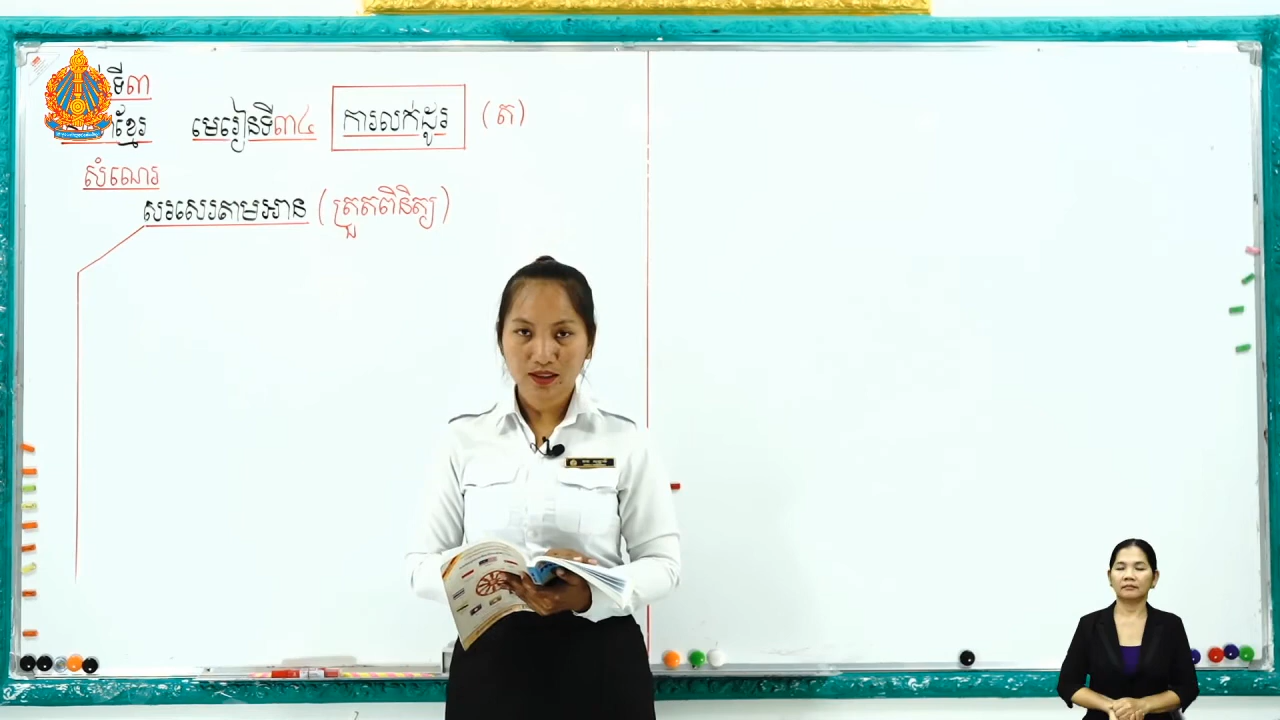 ទី៣
ខ្មែរ មេរៀនទី៣៤ ការលក់ដូរ (ត)
សំណេរ
សរសេរតាមអាន (ត្រួតពិនិត្យ)